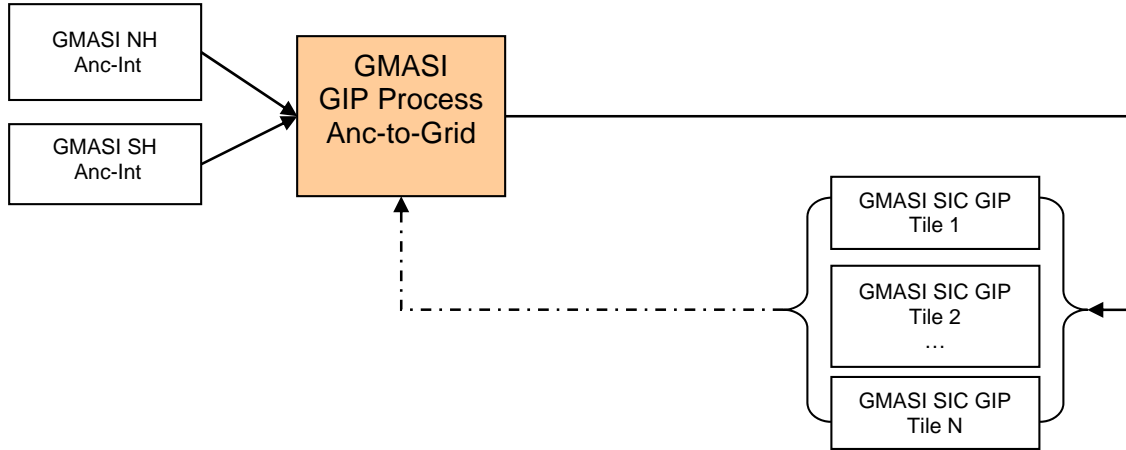 GMASI NH
Anc-Int
GMASI SH
Anc-Int
GMASI
GIP Process
Anc-to-Grid
GMASI SIC GIP
Tile 1
GMASI SIC GIP
Tile 2
…
GMASI SIC GIP
Tile N